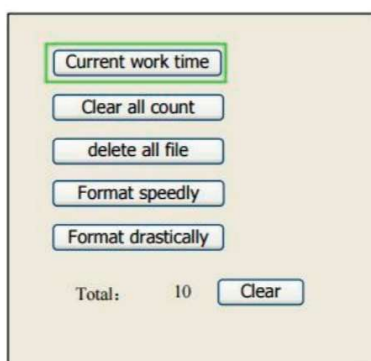 Current work time
Clear all count
delete all file
Format speedly
Format drastically
Total: 10 Clear